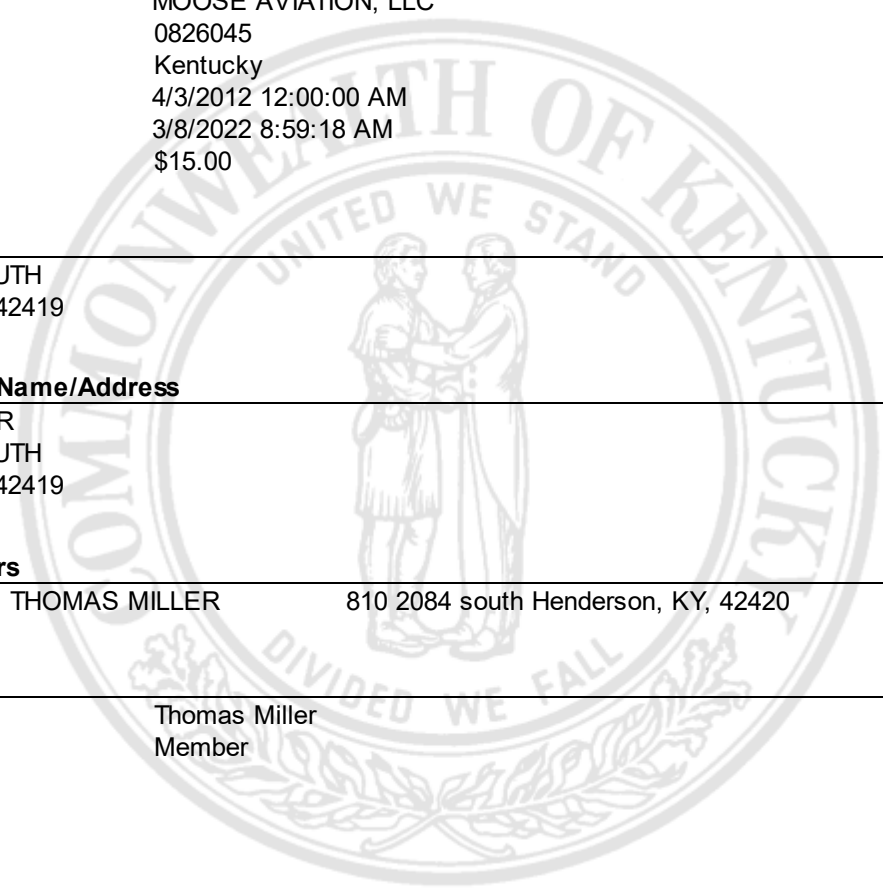 MOOSE AVIATION, LLC
0826045
Kentucky
4/3/2012 12:00:00 AM
3/8/2022 8:59:18 AM
$15.00
COMMONWEALTH OF KENTUCKY
UNITED WE STAND
UTH
42419
Name/Address
R
UTH
42419
rs
THOMAS MILLER 810 2084 south Henderson, KY, 42420
DIVIDED WE FALL
Thomas Miller
Member